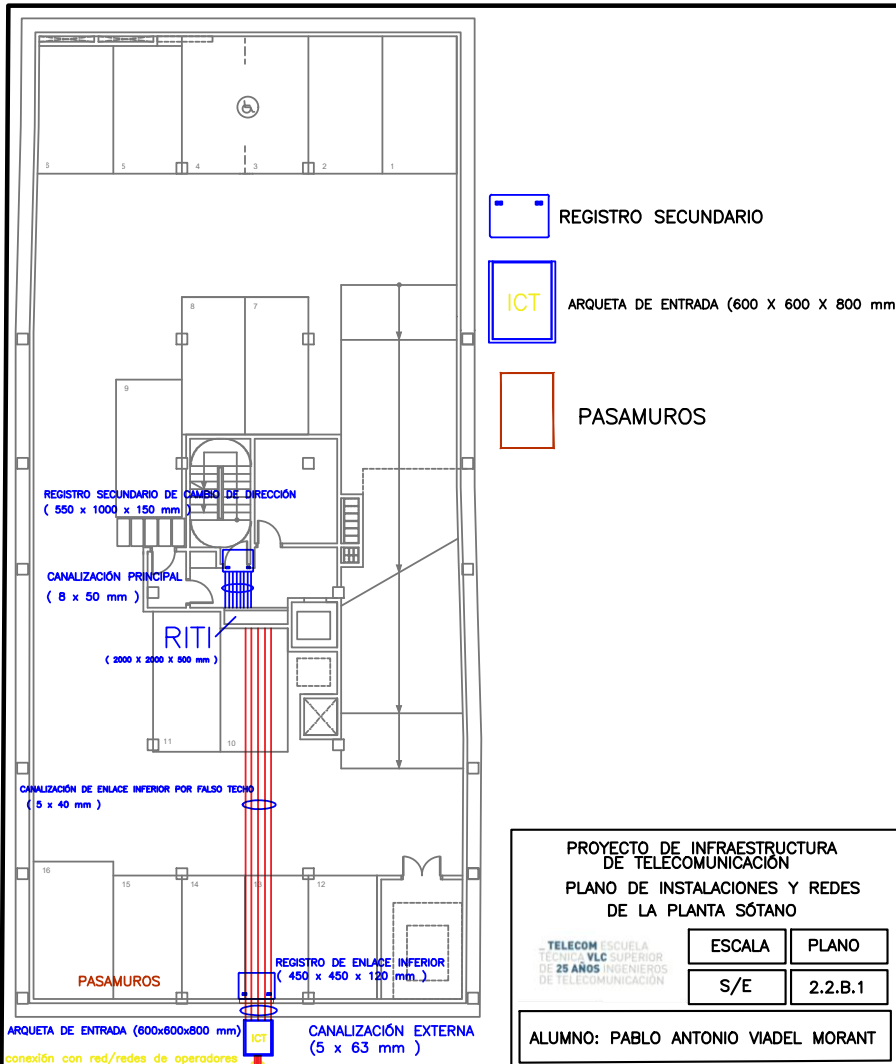 5
5
4
3
2
1
REGISTRO SECUNDARIO
ICT
ARQUETA DE ENTRADA (600 X 600 X 800 mm
PASAMUROS
8
7
9
REGISTRO SECUNDARIO DE CAMBIO DE DIRECCIÓN
( 550 x 1000 x 150 mm )
CANALIZACIÓN PRINCIPAL
( 8 x 50 mm )
RITI
( 2000 X 2000 X 500 mm )
11
10
CANALIZACIÓN DE ENLACE INFERIOR POR FALSO TECHO
( 5 x 40 mm )
16
15
14
13
12
REGISTRO DE ENLACE INFERIOR
( 450 x 450 x 120 mm )
PASAMUROS
ARQUETA DE ENTRADA (600x600x800 mm)
ICT
CANALIZACIÓN EXTERNA
(5 x 63 mm )
conexión con red/redes de operadores
PROYECTO DE INFRAESTRUCTURA
DE TELECOMUNICACIÓN
PLANO DE INSTALACIONES Y REDES
DE LA PLANTA SÓTANO
_TELECOM ESCUELA
TÉCNICA VLC SUPERIOR
DE 25 AÑOS INGENIEROS
DE TELECOMUNICACIÓN
ESCALA
PLANO
S/E
2.2.B.1
ALUMNO: PABLO ANTONIO VIADEL MORANT